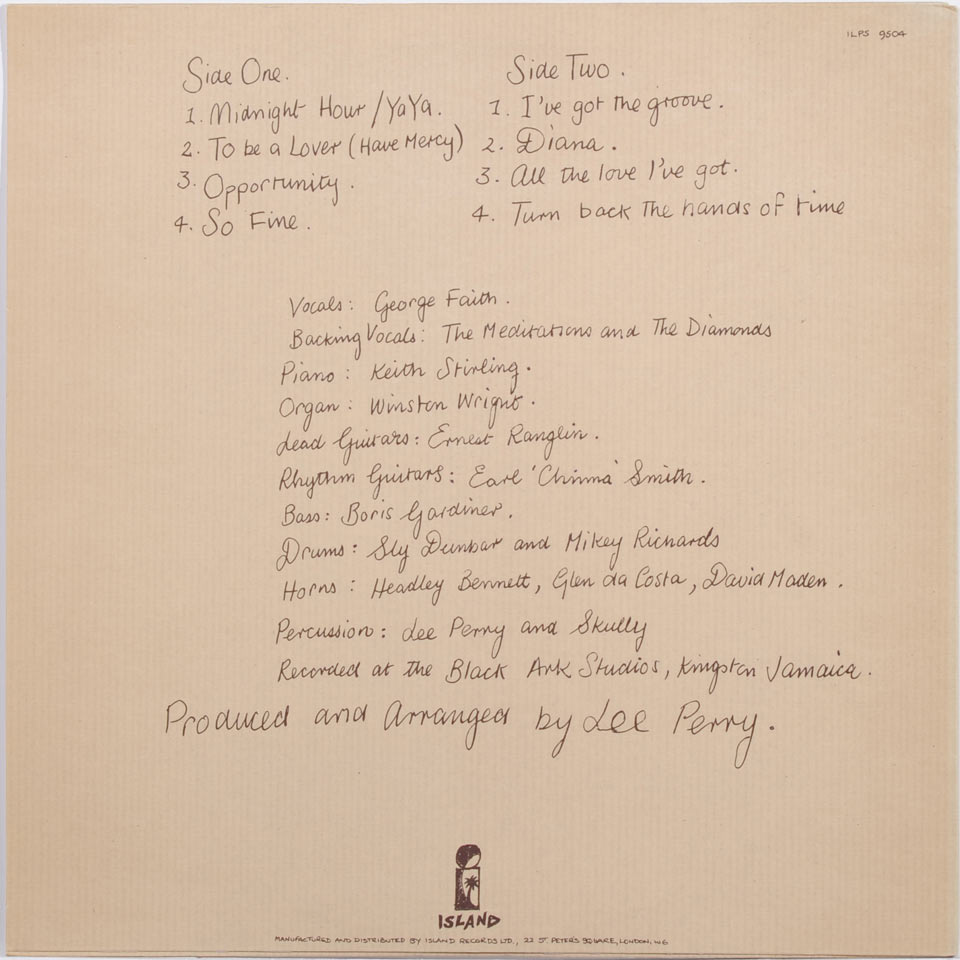 ILPS 9504
Side One.
1. Midnight Hour / YaYa.
2. To be a Lover (Have Mercy)
3. Opportunity.
4. So Fine.
Side Two.
1. I've got the groove.
2. Diana.
3. All the love I've got.
4. Turn back the hands of time
Vocals: George Faith.
Backing Vocals: The Meditations and The Diamonds
Piano: Keith Stirling.
Organ: Winston Wright.
Lead Guitars: Ernest Ranglin.
Rhythm Guitars: Earl 'Chinna' Smith.
Bass: Boris Gardiner.
Drums: Sly Dunbar and Mikey Richards
Horns: Headley Bennett, Glen da Costa, David Maden.
Percussion: Lee Perry and Skully
Recorded at the Black Ark Studios, Kingston Jamaica.
Produced and Arranged by Lee Perry.
ISLAND
MANUFACTURED AND DISTRIBUTED BY ISLAND RECORDS LTD., 22 ST. PETERS SQUARE, LONDON, W6